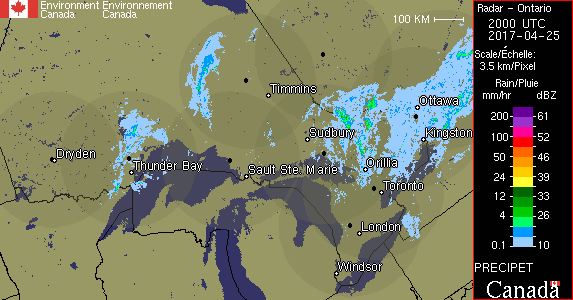 Environment Environnement
Canada Canada
100 KM
Timmins
Ottawa
Sudbury
Kingston
Dryden
Thunder Bay
Sault Ste. Marie
Orillia
Toronto
London
Windsor
Radar - Ontario
2000 UTC
2017-04-25
Scale/Échelle:
3.5 km/Pixel
Rain/Pluie
mm/hr dBZ
200 61
100 52
50 46
24 39
12 33
4 26
0.1 10
PRECIPET
Canada